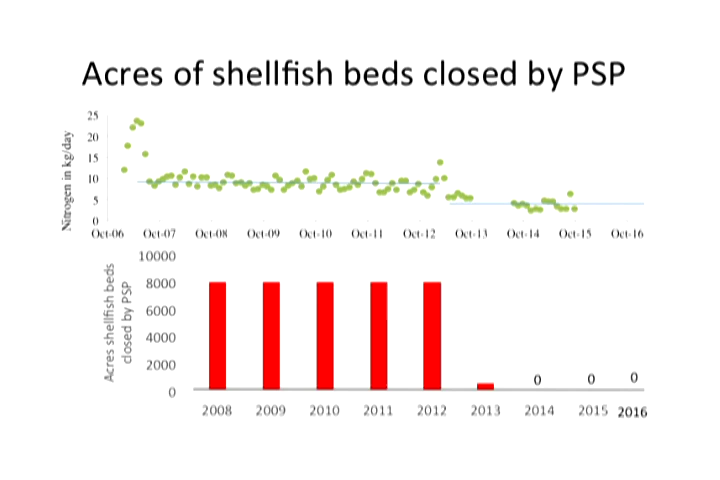 Acres of shellfish beds closed by PSP
Nitrogen in kg/day
25
20
15
10
5
0
Oct-06 Oct-07 Oct-08 Oct-09 Oct-10 Oct-11 Oct-12 Oct-13 Oct-14 Oct-15 Oct-16
Acres shellfish beds
closed by PSP
10000
8000
6000
4000
2000
0
0 0 0
2008 2009 2010 2011 2012 2013 2014 2015 2016